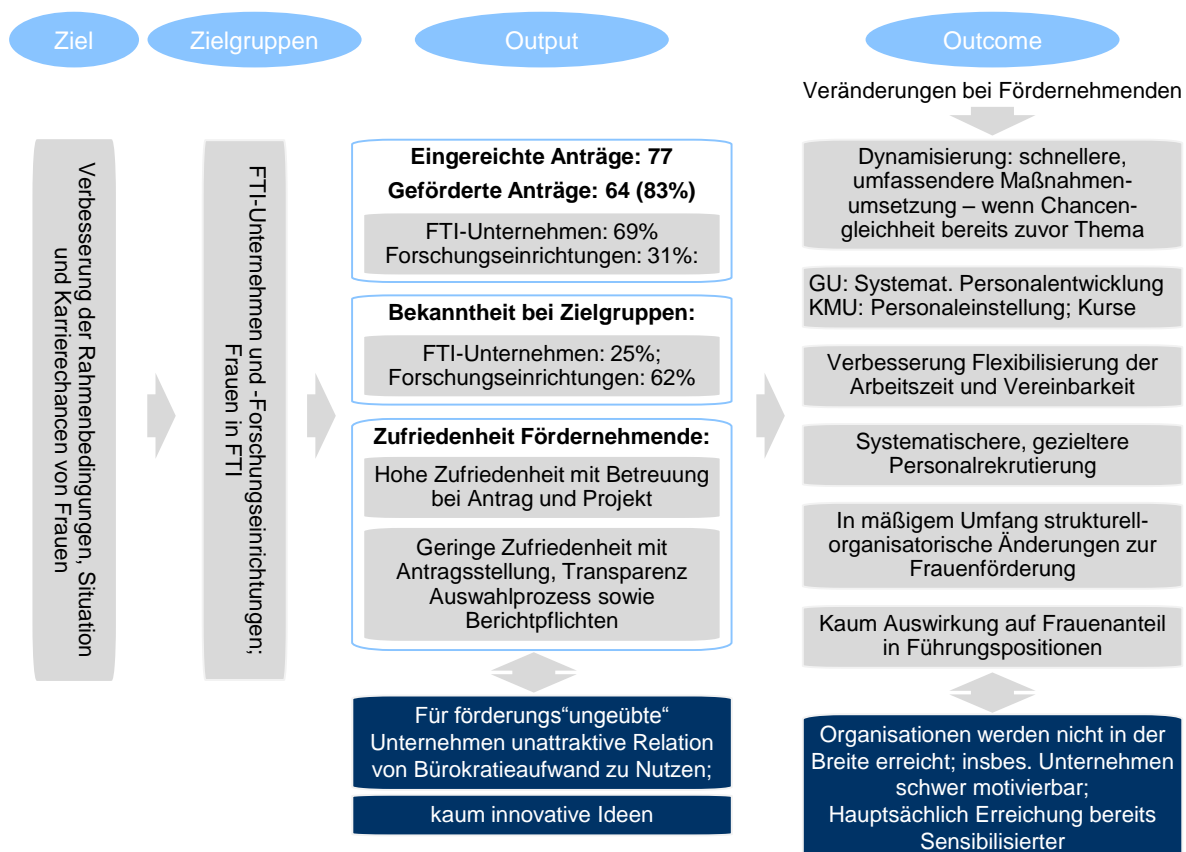 Ziel
Zielgruppen
Output
Outcome
Verbesserung der Rahmenbedingungen, Situation
und Karrierechancen von Frauen
FTI-Unternehmen und -Forschungseinrichtungen;
Frauen in FTI
Eingereichte Anträge: 77
Geförderte Anträge: 64 (83%)
FTI-Unternehmen: 69%
Forschungseinrichtungen: 31%:
Bekanntheit bei Zielgruppen:
FTI-Unternehmen: 25%;
Forschungseinrichtungen: 62%
Zufriedenheit Fördernehmende:
Hohe Zufriedenheit mit Betreuung
bei Antrag und Projekt
Geringe Zufriedenheit mit
Antragsstellung, Transparenz
Auswahlprozess sowie
Berichtpflichten
Für förderungs“ungeübte“
Unternehmen unattraktive Relation
von Bürokratieaufwand zu Nutzen;
kaum innovative Ideen
Veränderungen bei Fördernehmenden
Dynamisierung: schnellere,
umfassendere Maßnahmen-
umsetzung – wenn Chancen-
gleichheit bereits zuvor Thema
GU: Systemat. Personalentwicklung
KMU: Personaleinstellung; Kurse
Verbesserung Flexibilisierung der
Arbeitszeit und Vereinbarkeit
Systematischere, gezieltere
Personalrekrutierung
In mäßigem Umfang strukturell-
organisatorische Änderungen zur
Frauenförderung
Kaum Auswirkung auf Frauenanteil
in Führungspositionen
Organisationen werden nicht in der
Breite erreicht; insbes. Unternehmen
schwer motivierbar;
Hauptsächlich Erreichung bereits
Sensibilisierter